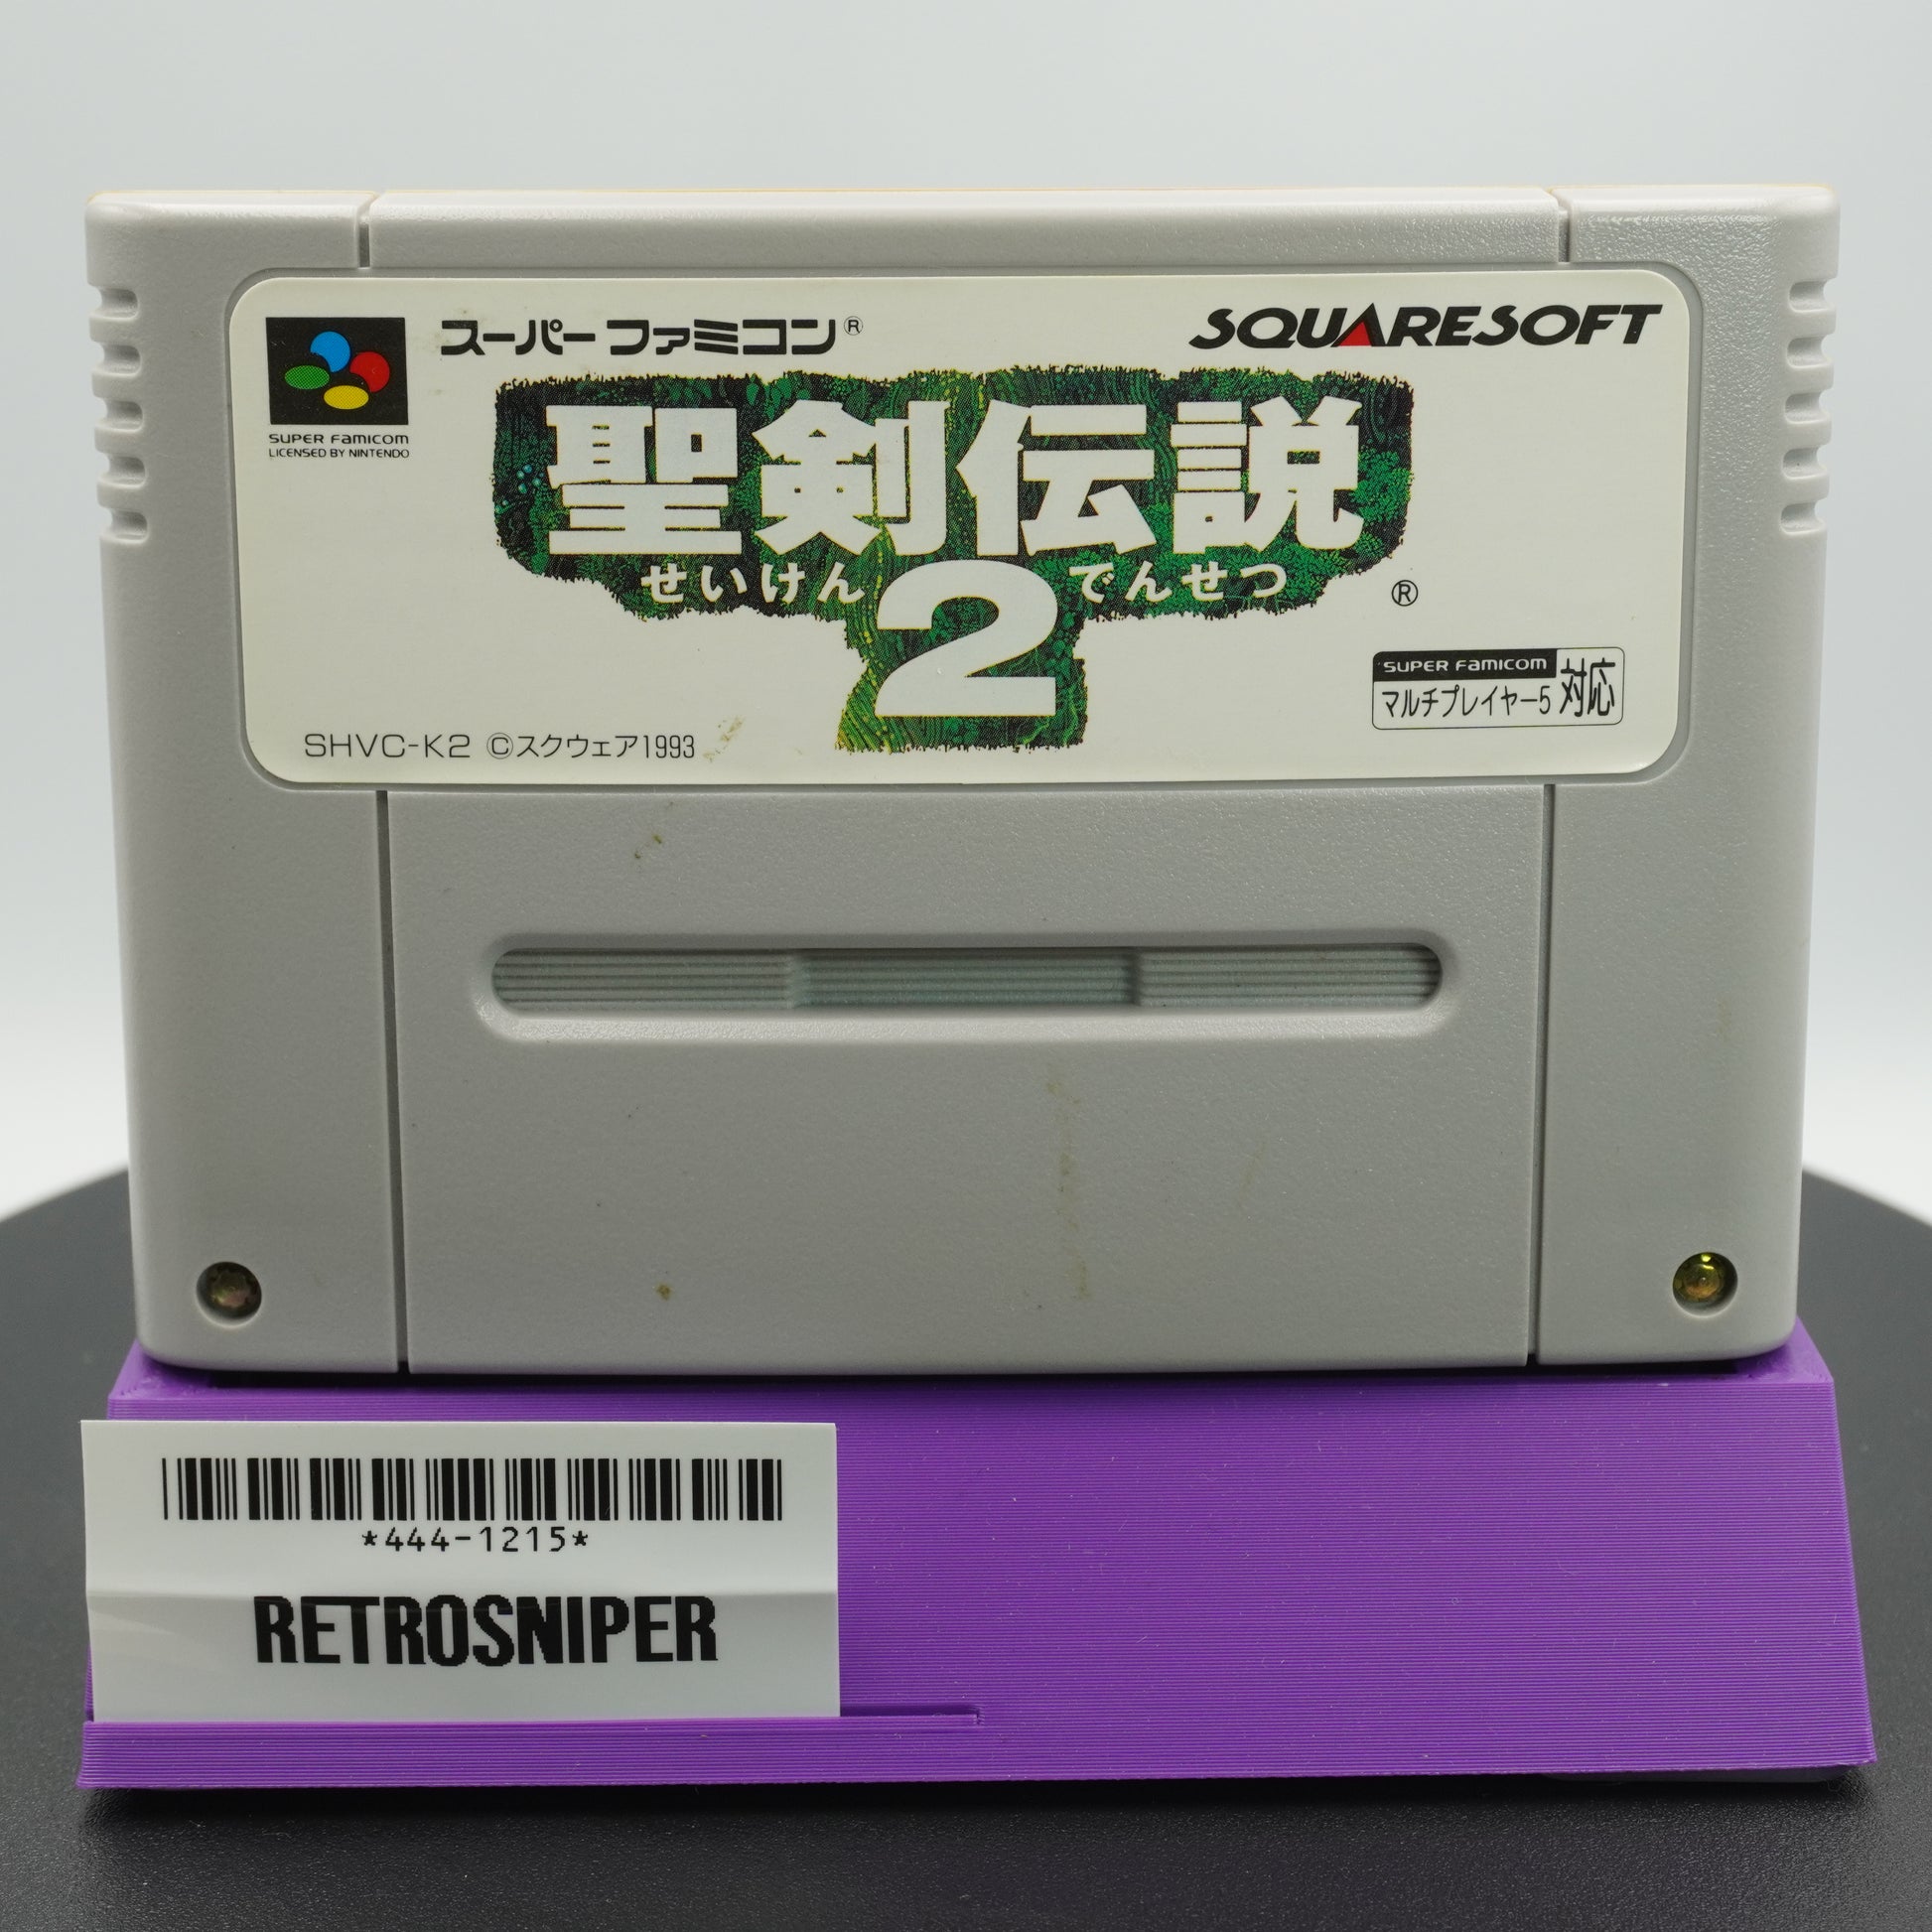 スーパーファミコン®
SQUARESOFT
SUPER FAMICOM
LICENSED BY NINTENDO
聖剣伝説
せいけん でんせつ
2
®
SUPER FAMICOM
マルチプレイヤー5 対応
SHVC-K2 ©スクウェア1993
*444-1215*
RETROSNIPER